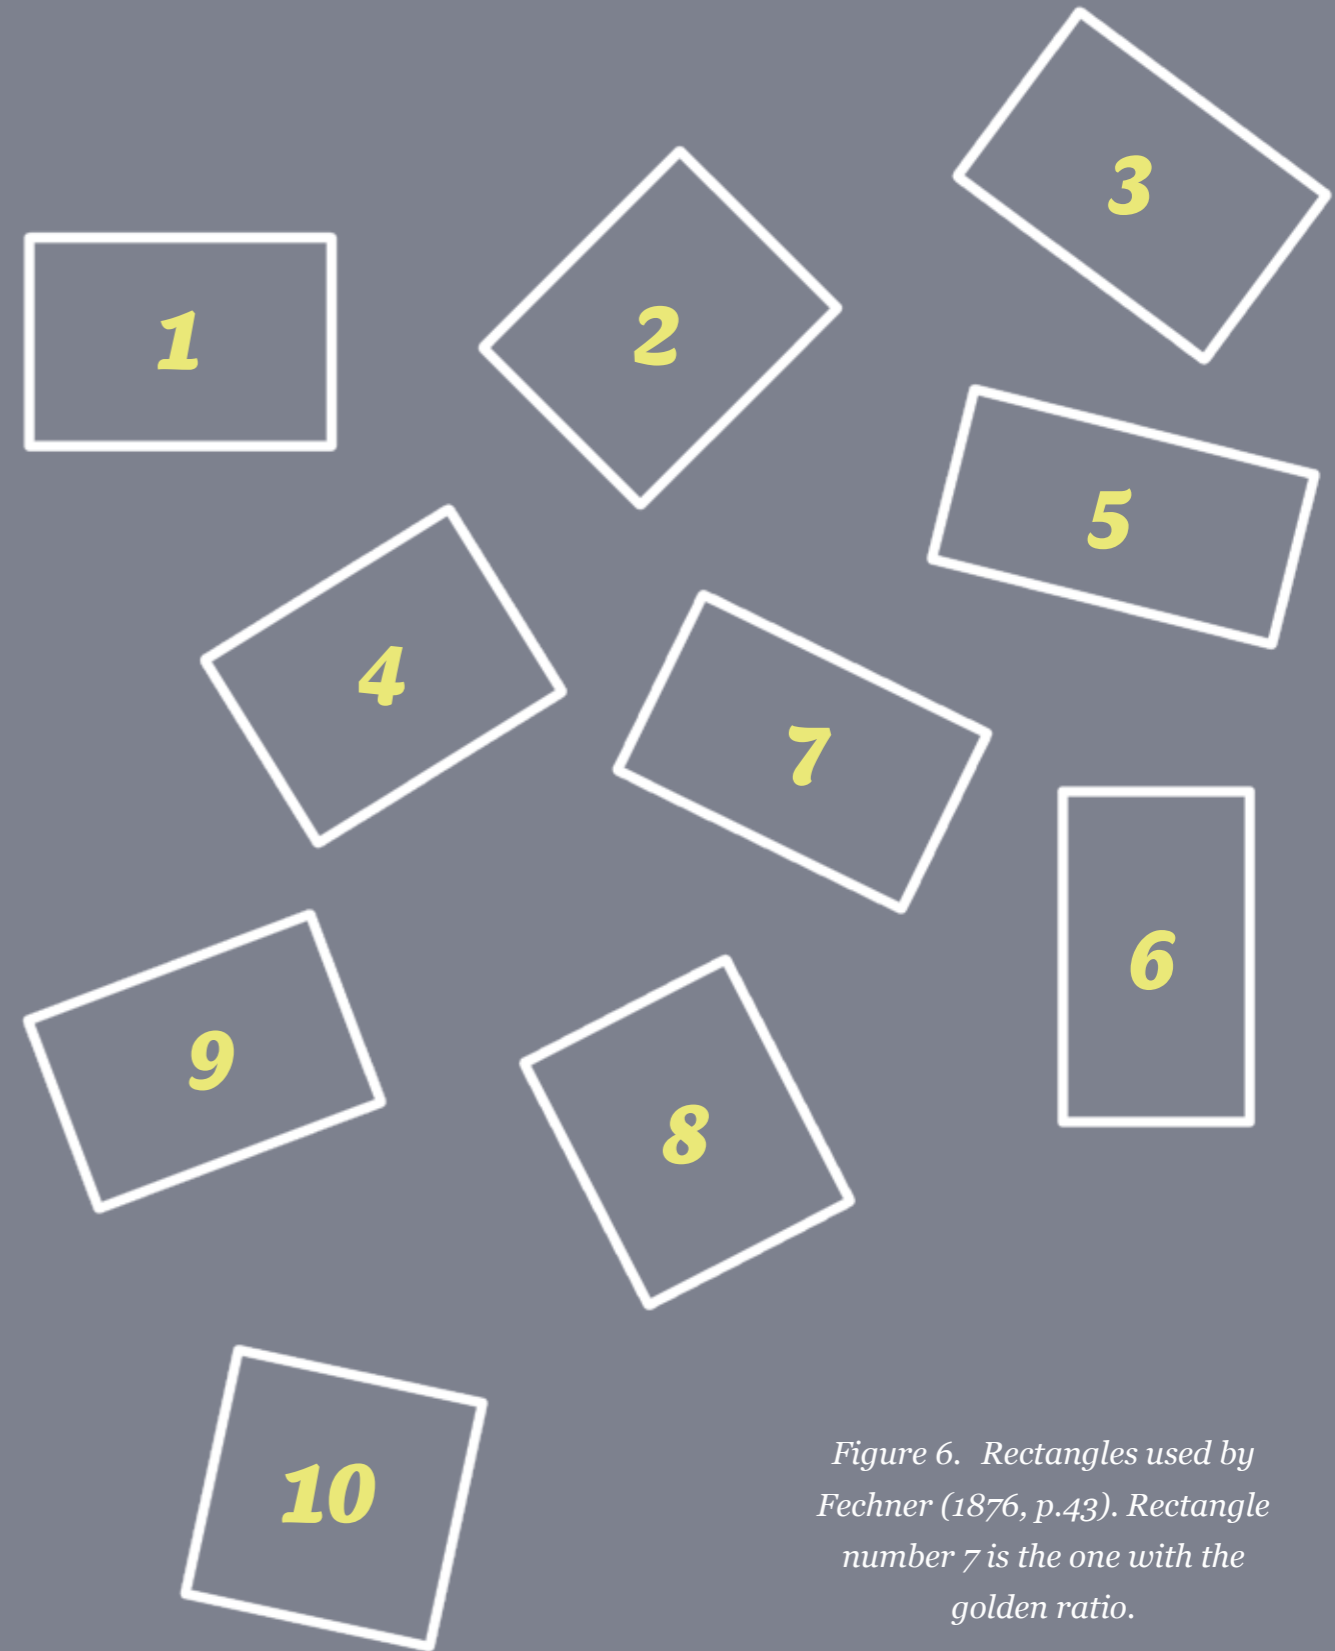 3
1
2
5
4
7
6
9
8
10
Figure 6. Rectangles used by
Fechner (1876, p.43). Rectangle
number 7 is the one with the
golden ratio.